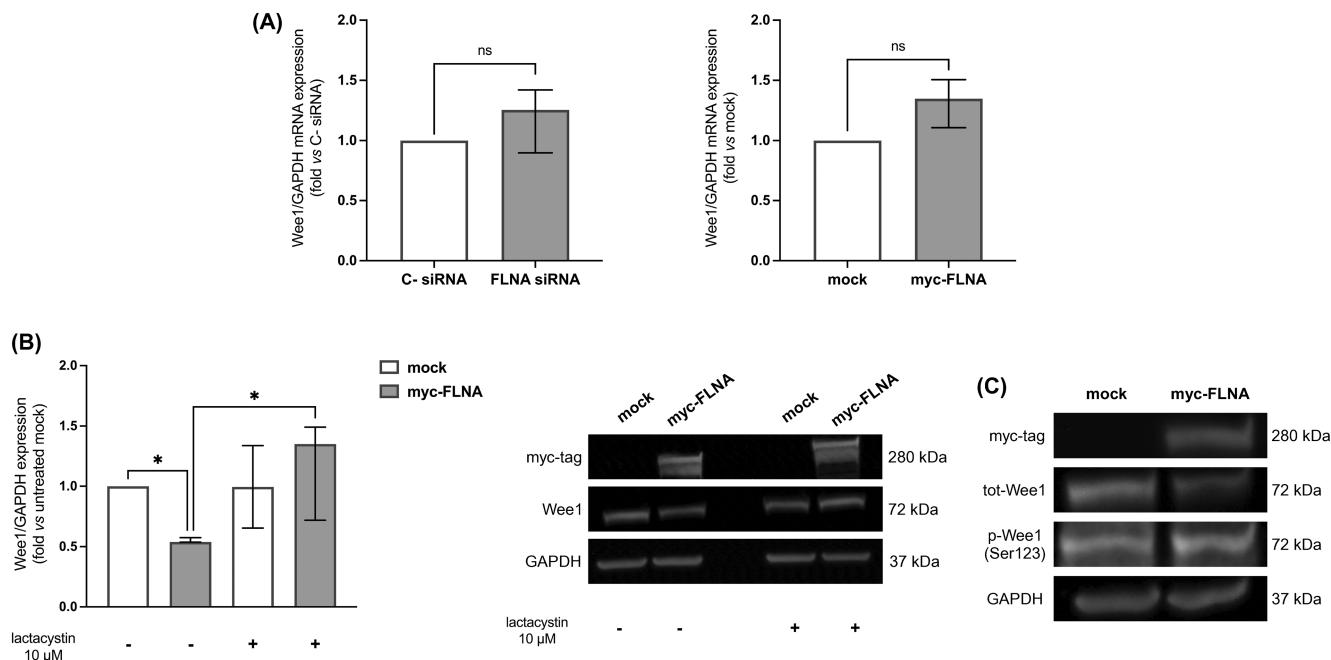 (A)
Wee1/GAPDH mRNA expression
(fold vs C- siRNA)
2.0
1.5
1.0
0.5
0.0
ns
C- siRNA FLNA siRNA
Wee1/GAPDH mRNA expression
(fold vs mock)
2.0
1.5
1.0
0.5
0.0
ns
mock myc-FLNA
(B)
Wee1/GAPDH expression
(fold vs untreated mock)
2.0
1.5
1.0
0.5
0.0
*
*
lactacystin
10 µM
- - + +
mock
myc-FLNA
mock myc-FLNA mock myc-FLNA
myc-tag 280 kDa
Wee1 72 kDa
GAPDH 37 kDa
lactacystin
10 µM
- - + +
(C)
mock myc-FLNA
myc-tag 280 kDa
tot-Wee1 72 kDa
p-Wee1
(Ser123)
72 kDa
GAPDH 37 kDa